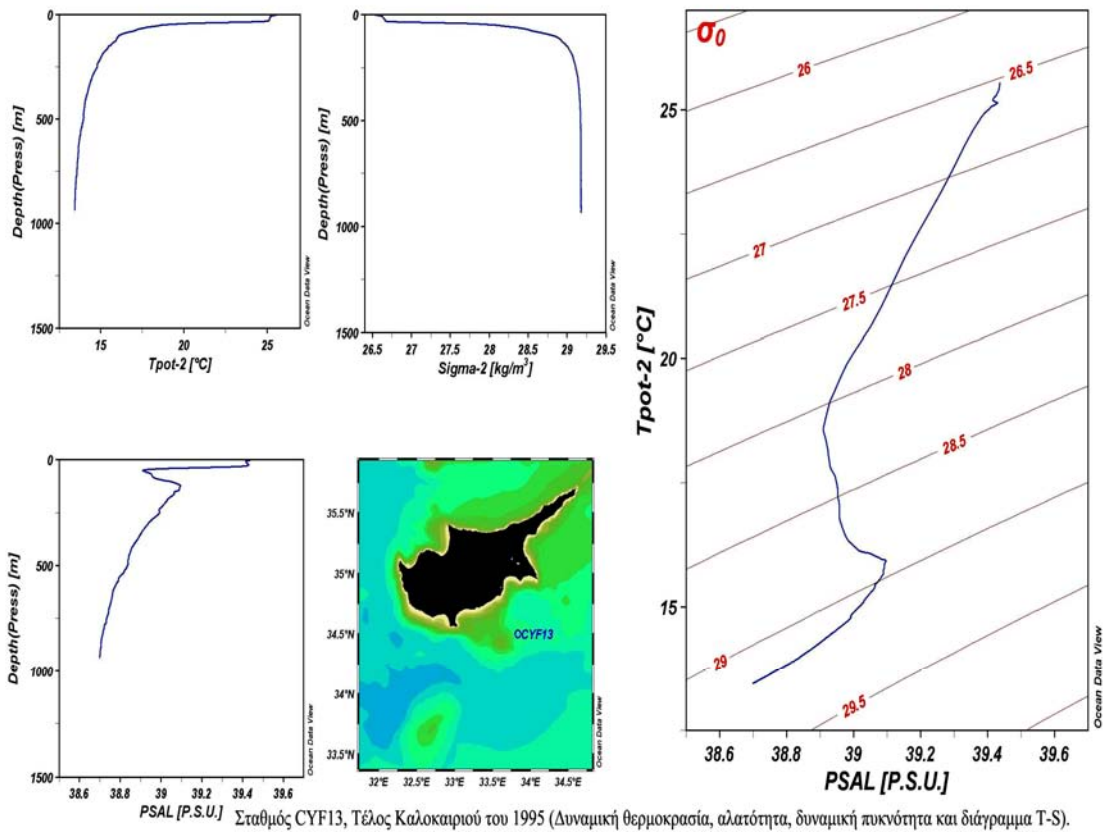 0
500
1000
1500
Depth(Press) [m]
15 20 25
Tpot-2 [°C]
Ocean Data View
0
500
1000
1500
Depth(Press) [m]
26.5 27 27.5 28 28.5 29 29.5
Sigma-2 [kg/m³]
Ocean Data View
σ0
26
26.5
27
27.5
28
28.5
29
29.5
25
20
15
Tpot-2 [°C]
38.6 38.8 39 39.2 39.4 39.6
PSAL [P.S.U.]
Ocean Data View
0
500
1000
1500
Depth(Press) [m]
38.6 38.8 39 39.2 39.4 39.6
PSAL [P.S.U.]
Ocean Data View
35.5°N
35°N
34.5°N
34°N
33.5°N
CYF13
32°E 32.5°E 33°E 33.5°E 34°E 34.5°E
Ocean Data View
Σταθμός CYF13, Τέλος Καλοκαιριού του 1995 (Δυναμική θερμοκρασία, αλατότητα, δυναμική πυκνότητα και διάγραμμα T-S).